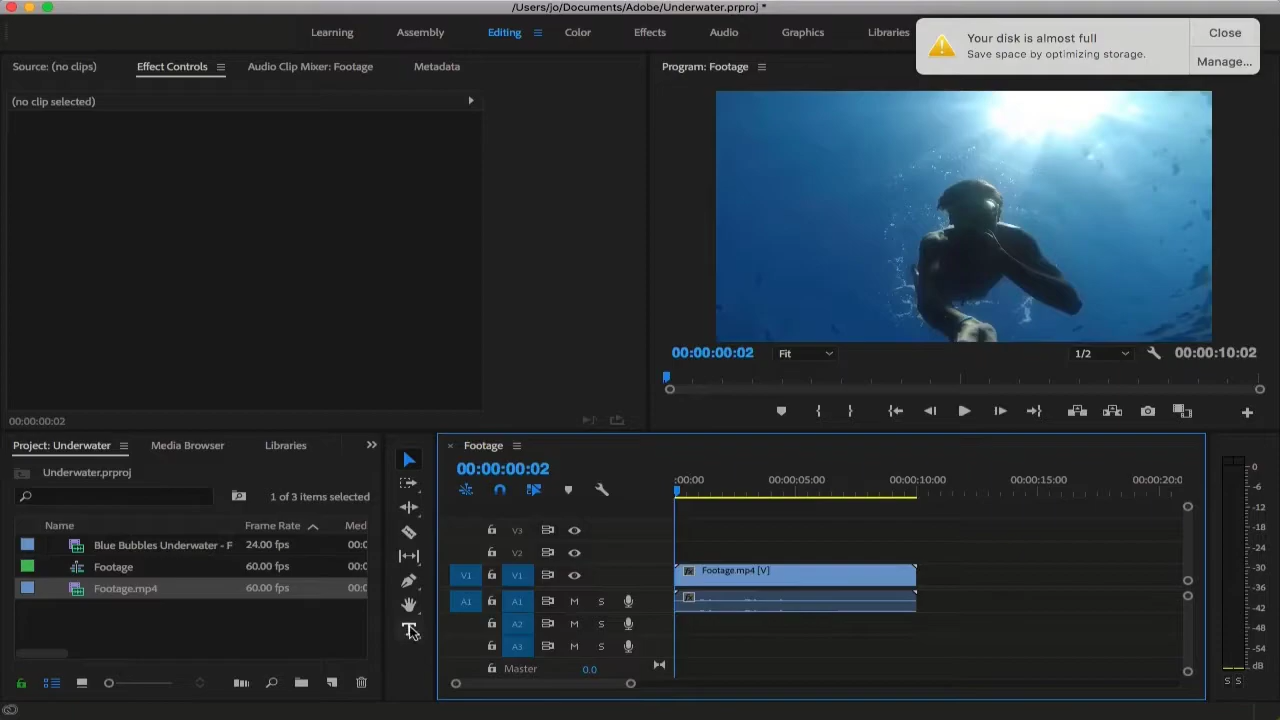 /Users/jo/Documents/Adobe/Underwater.prproj *
Learning Assembly Editing Color Effects Audio Graphics Libraries
Your disk is almost full
Save space by optimizing storage.
Close
Manage...
Source: (no clips) Effect Controls Audio Clip Mixer: Footage Metadata
(no clip selected)
00:00:00:02
Program: Footage
00:00:00:02 Fit 1/2 00:00:10:02
Project: Underwater Media Browser Libraries
Underwater.prproj
1 of 3 items selected
Name Frame Rate Med
Blue Bubbles Underwater - F 24.00 fps 00:0
Footage 60.00 fps 00:0
Footage.mp4 60.00 fps 00:0
Footage
00:00:00:02
:00:00 00:00:05:00 00:00:10:00 00:00:15:00 00:00:20:0
V3
V2
V1 V1 Footage.mp4 [V]
A1 A1 M S
A2 M S
A3 M S
Master 0.0
0
-6
-12
-18
-24
-30
-36
-42
-48
-54
dB
S S